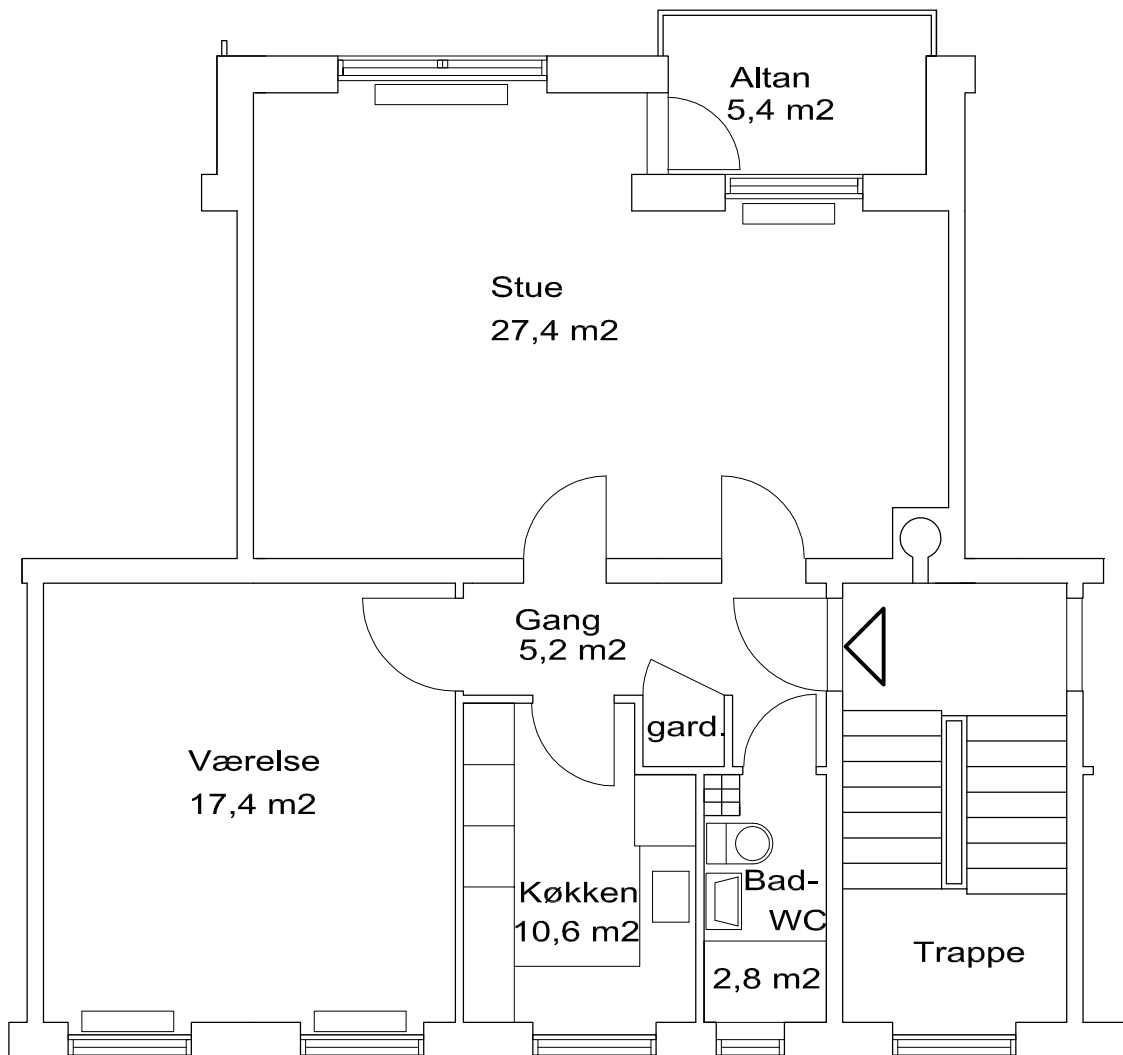 Altan
5,4 m2
Stue
27,4 m2
Gang
5,2 m2
gard.
Værelse
17,4 m2
Køkken
10,6 m2
Bad-
WC
2,8 m2
Trappe